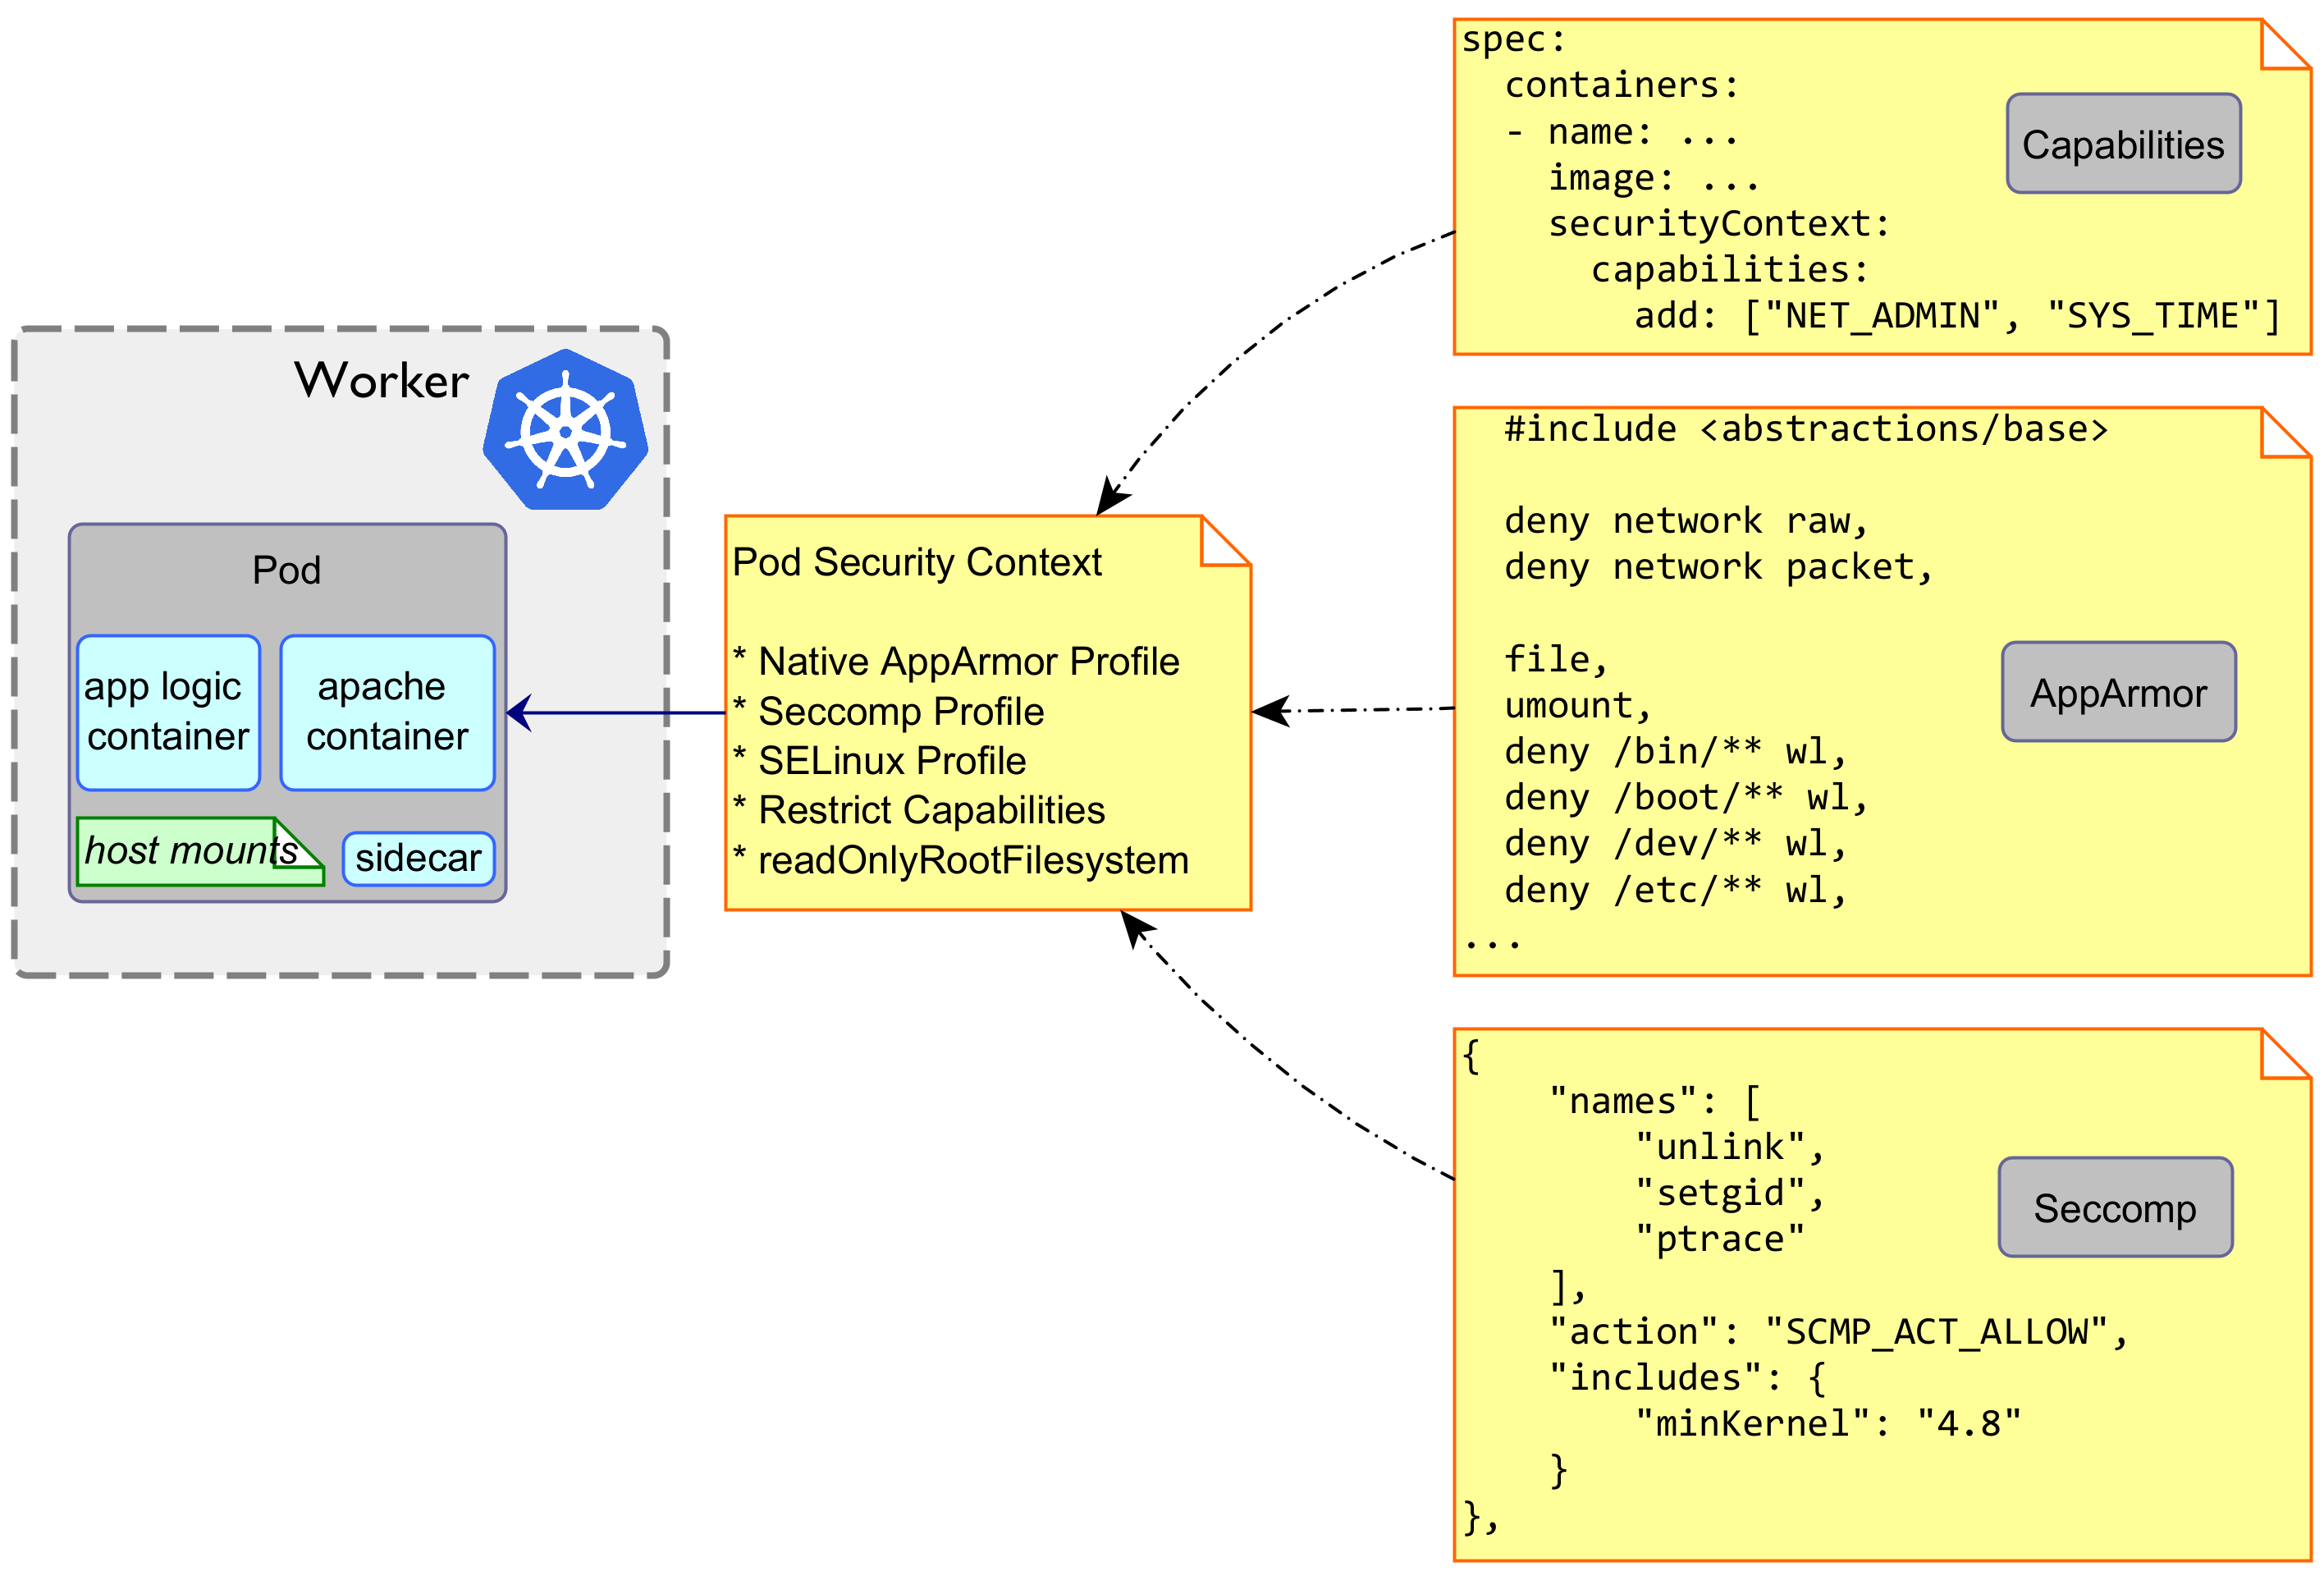 Worker
Pod
app logic
container
apache
container
host mounts
sidecar
Pod Security Context
* Native AppArmor Profile
* Seccomp Profile
* SELinux Profile
* Restrict Capabilities
* readOnlyRootFilesystem
spec:
  containers:
  - name: ...
    image: ...
    securityContext:
      capabilities:
        add: ["NET_ADMIN", "SYS_TIME"]
Capabilities
  #include <abstractions/base>
  deny network raw,
  deny network packet,
  file,
  umount,
  deny /bin/** wl,
  deny /boot/** wl,
  deny /dev/** wl,
  deny /etc/** wl,
...
AppArmor
{
    "names": [
        "unlink",
        "setgid",
        "ptrace"
    ],
    "action": "SCMP_ACT_ALLOW",
    "includes": {
        "minKernel": "4.8"
    }
},
Seccomp